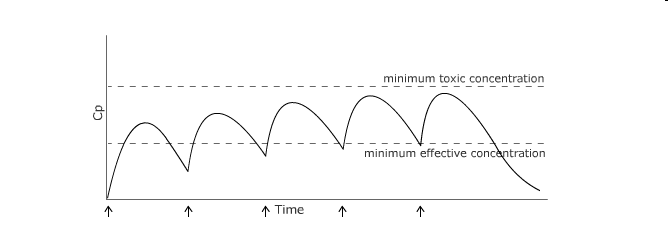 minimum toxic concentration
Cp
minimum effective concentration
Time